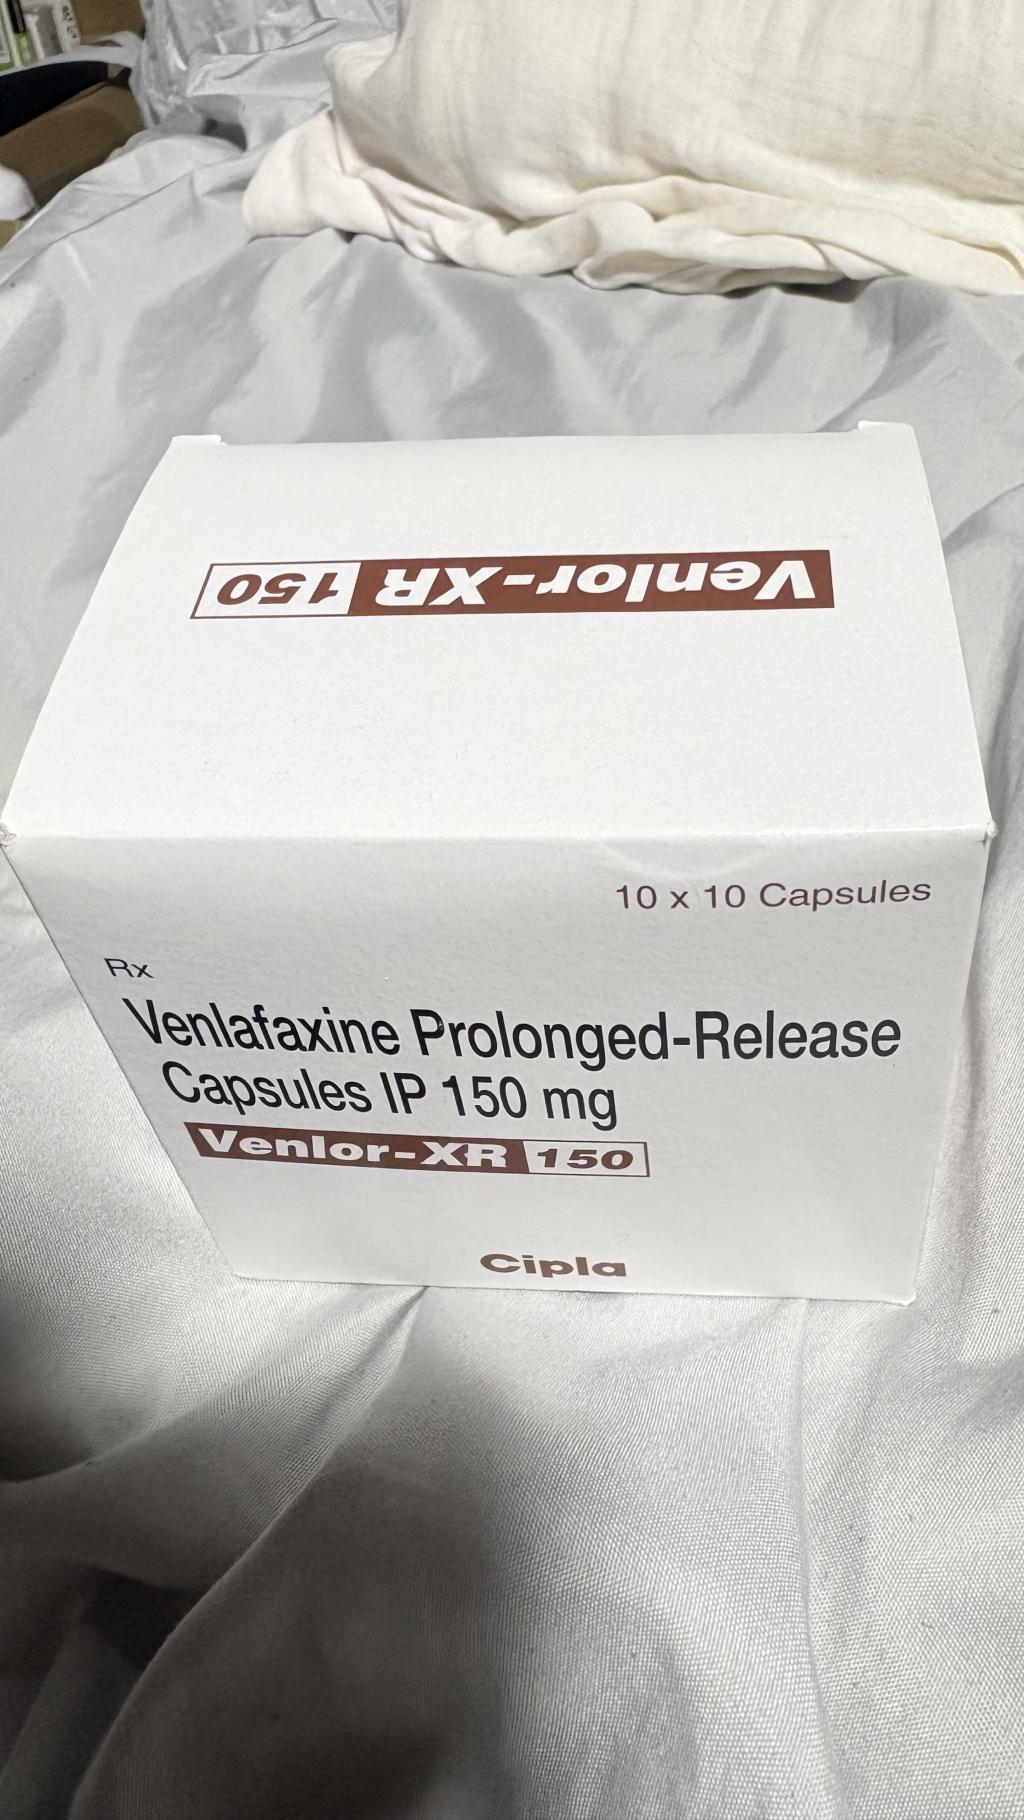 Venlor-XR 150
10 x 10 Capsules
Rx
Venlafaxine Prolonged-Release
Capsules IP 150 mg
Venlor-XR 150
Cipla